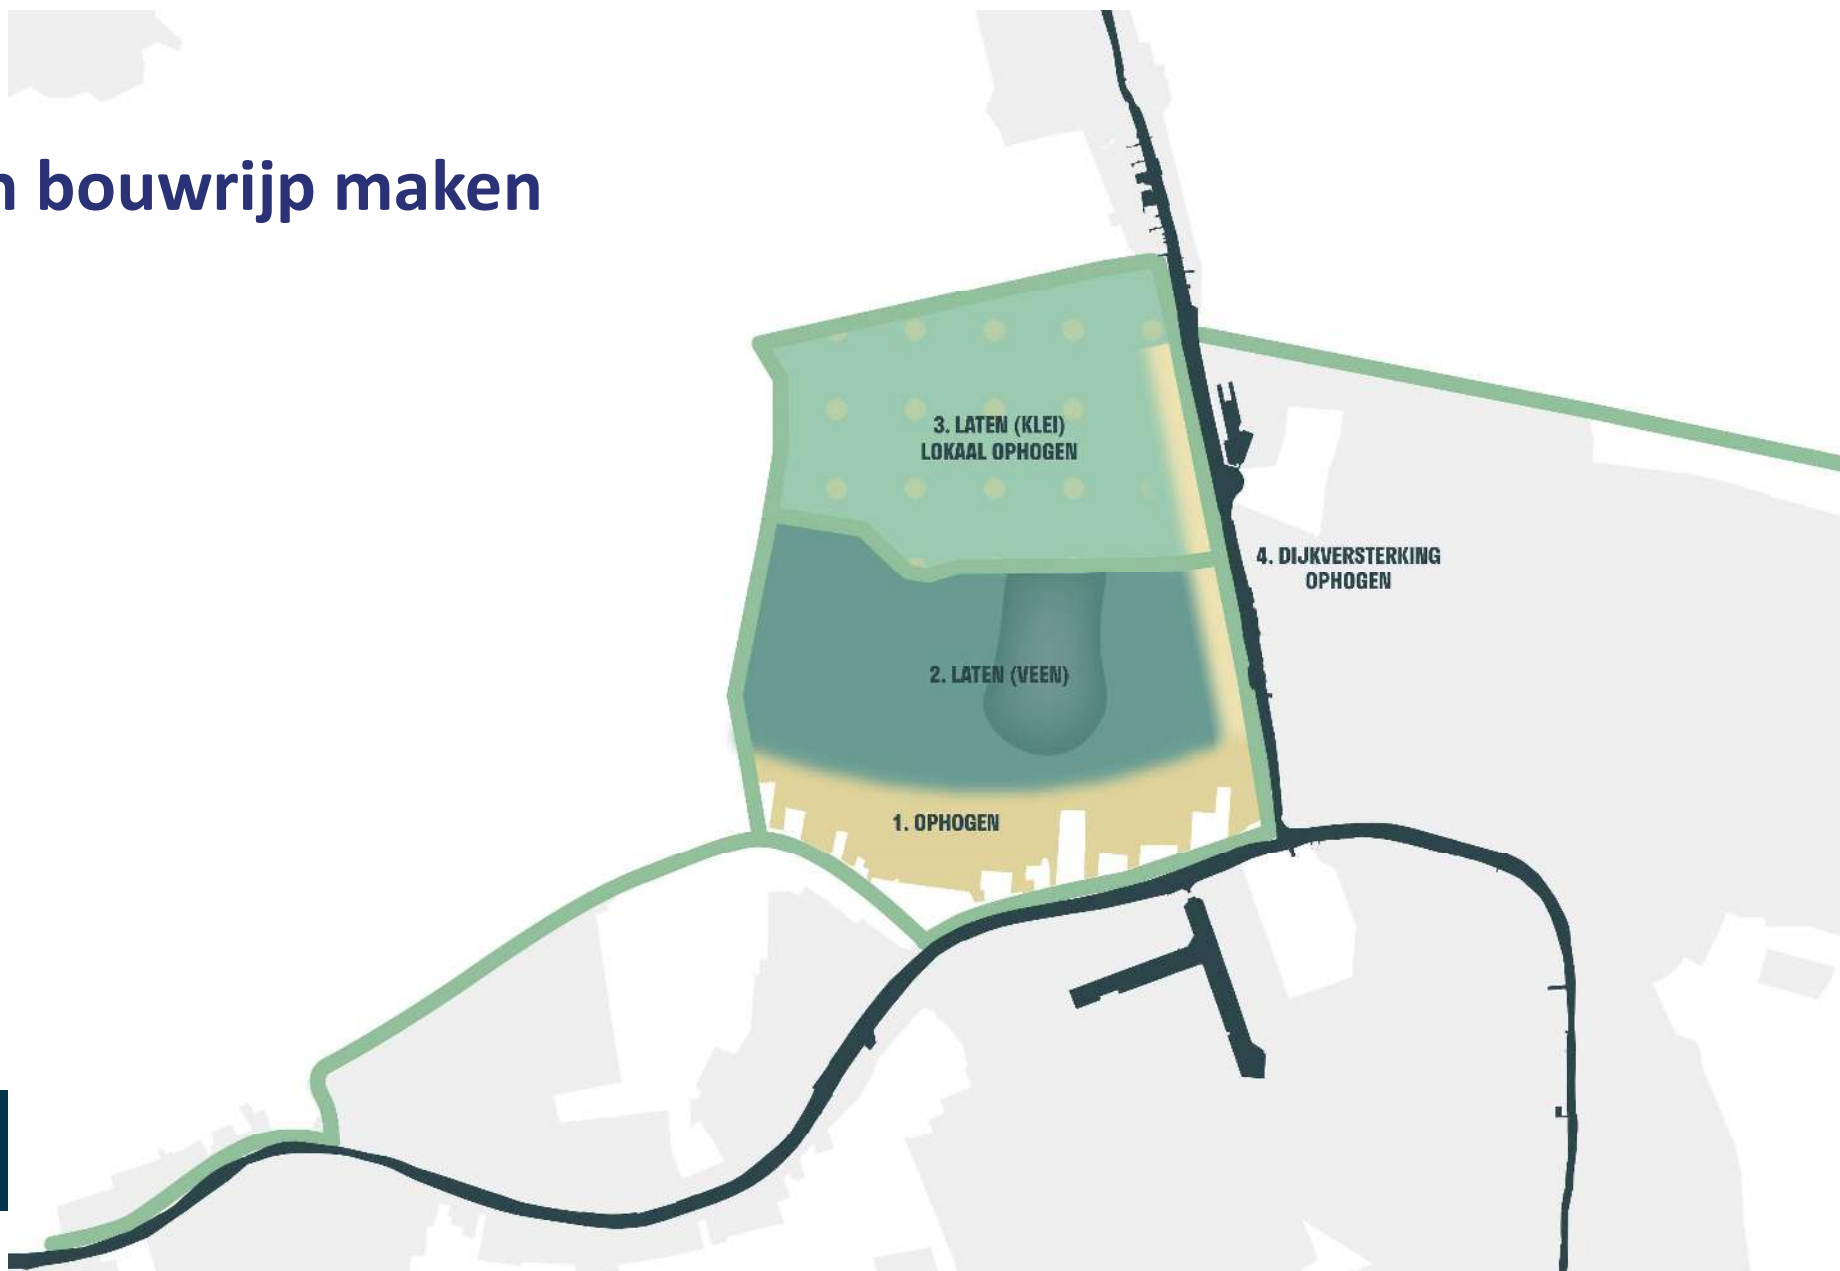 bouwrijp maken
3. LATEN (KLEI)
LOKAAL OPHOGEN
4. DIJKVERSTERKING
OPHOGEN
2. LATEN (VEEN)
1. OPHOGEN